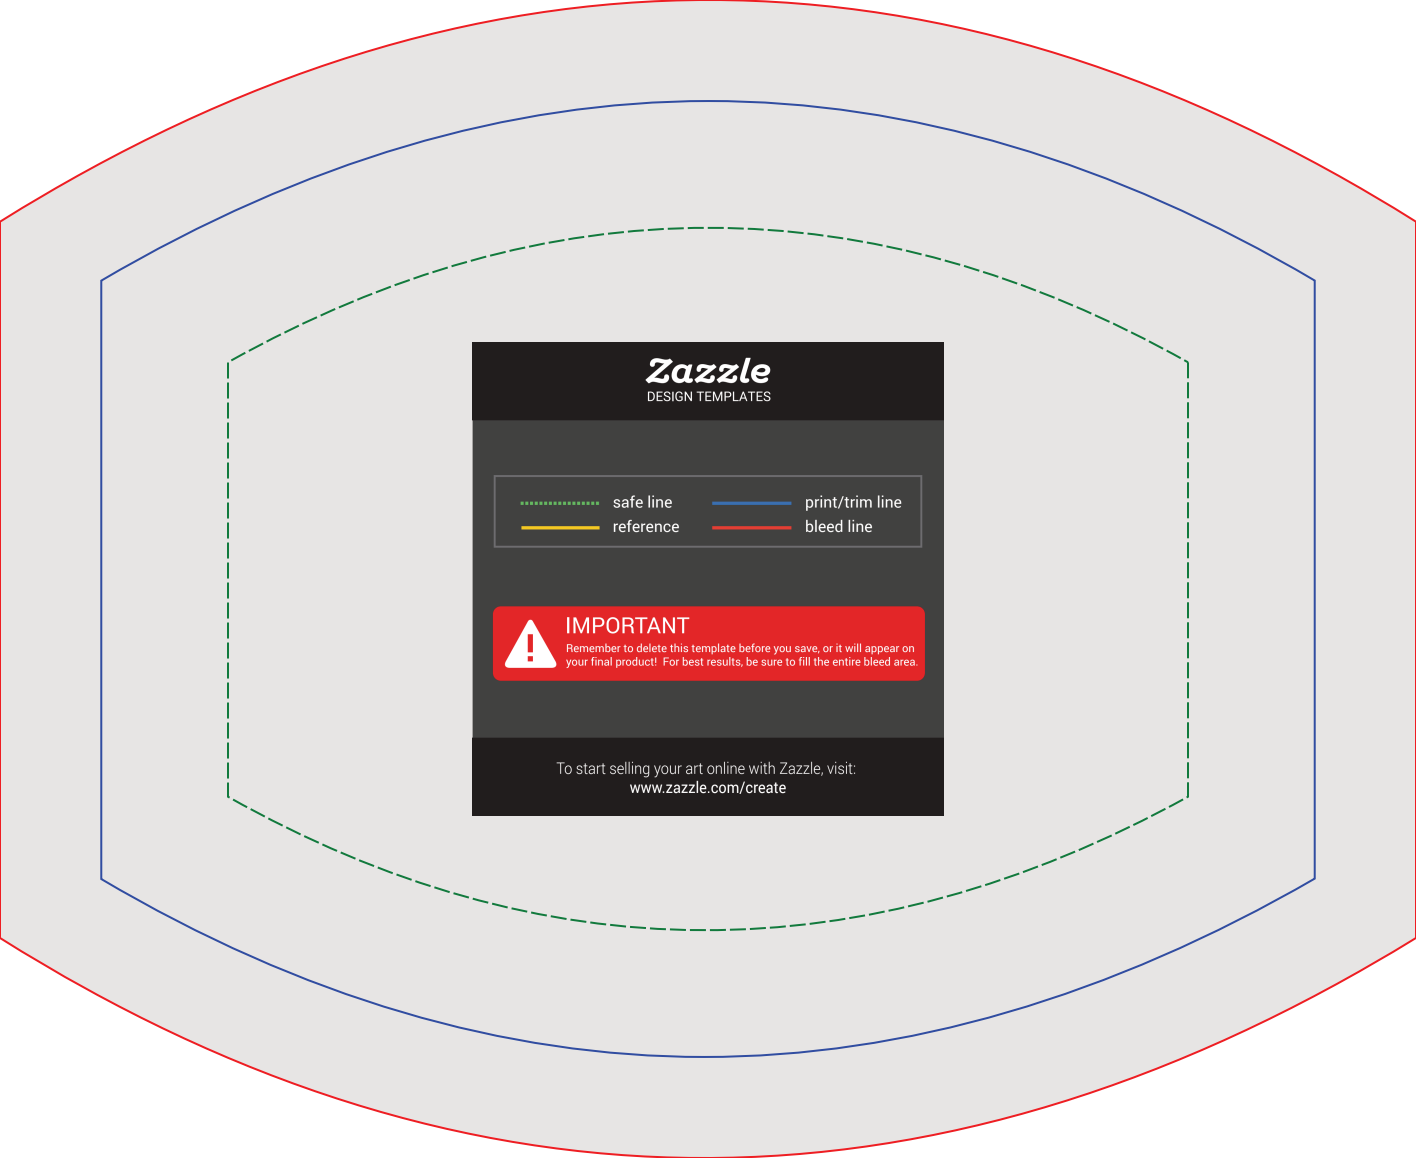 Zazzle
DESIGN TEMPLATES
safe line
print/trim line
reference
bleed line
IMPORTANT
Remember to delete this template before you save, or it will appear on
your final product!  For best results, be sure to fill the entire bleed area.
To start selling your art online with Zazzle, visit:
www.zazzle.com/create